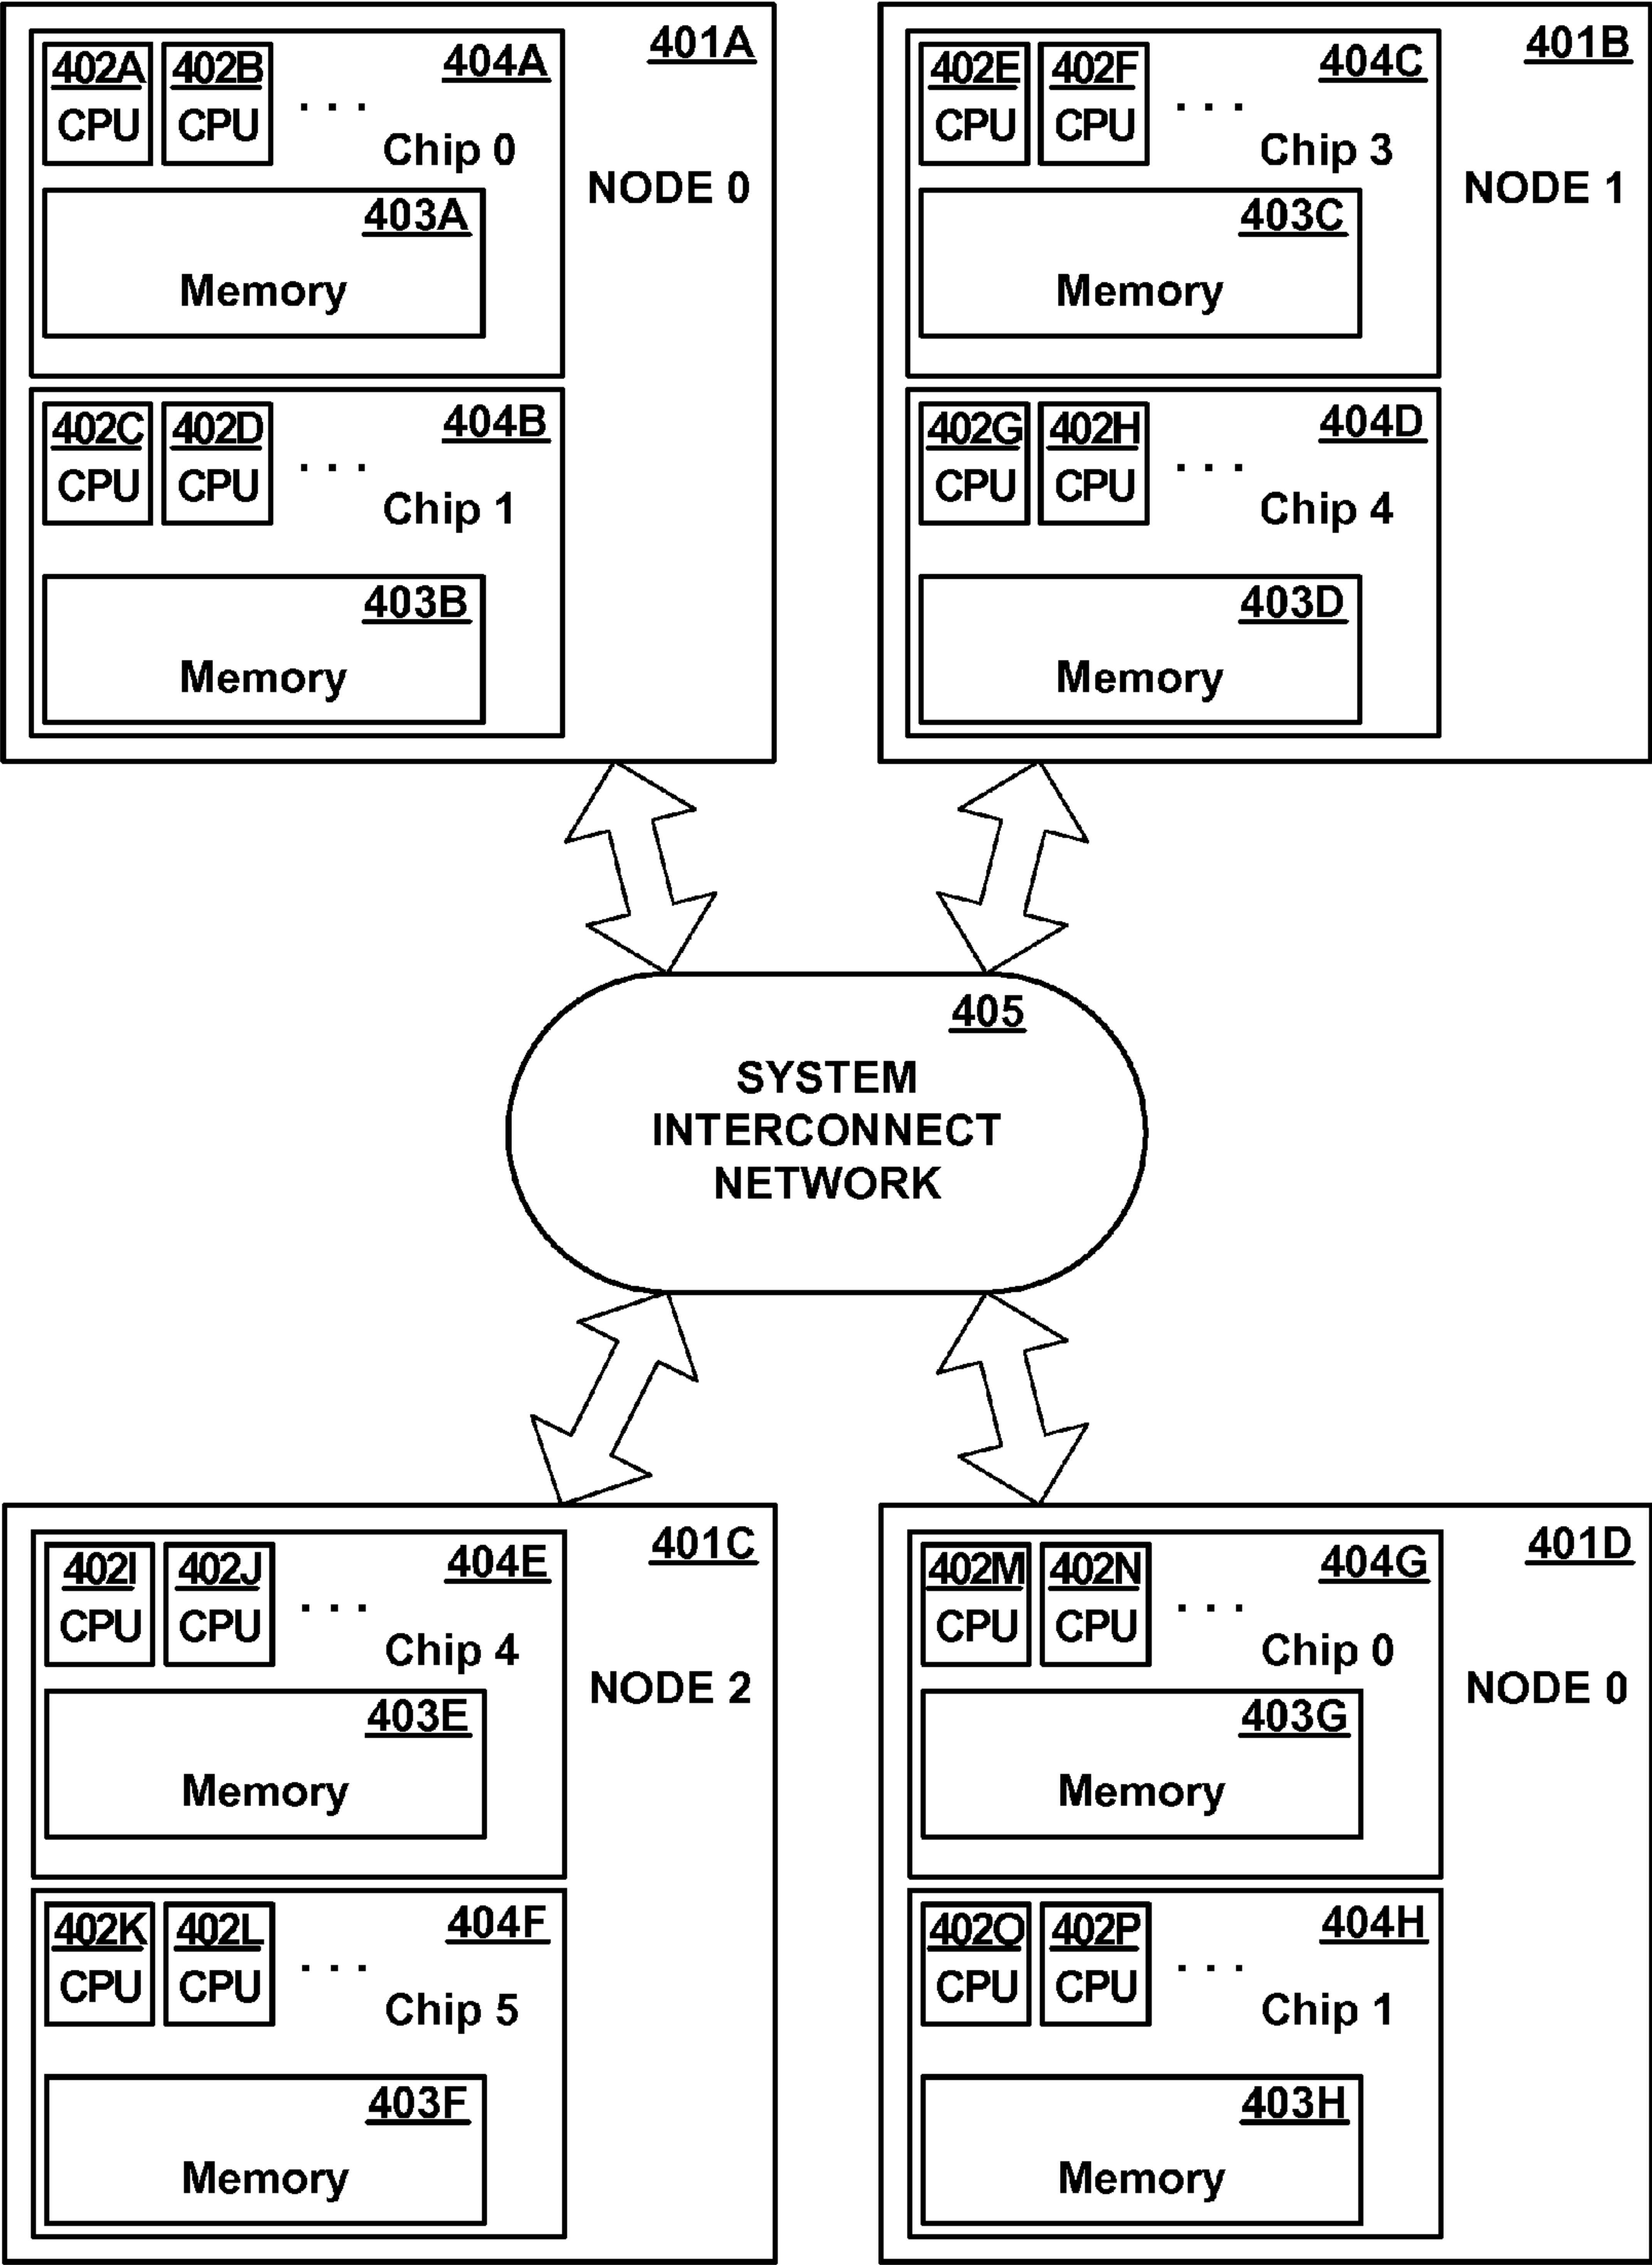 401A
404A
402A
CPU
402B
CPU
. . .
Chip 0
NODE 0
403A
Memory
404B
402C
CPU
402D
CPU
. . .
Chip 1
403B
Memory
401B
404C
402E
CPU
402F
CPU
. . .
Chip 3
NODE 1
403C
Memory
404D
402G
CPU
402H
CPU
. . .
Chip 4
403D
Memory
405
SYSTEM
INTERCONNECT
NETWORK
401C
404E
402I
CPU
402J
CPU
. . .
Chip 4
NODE 2
403E
Memory
404F
402K
CPU
402L
CPU
. . .
Chip 5
403F
Memory
401D
404G
402M
CPU
402N
CPU
. . .
Chip 0
NODE 0
403G
Memory
404H
402O
CPU
402P
CPU
. . .
Chip 1
403H
Memory